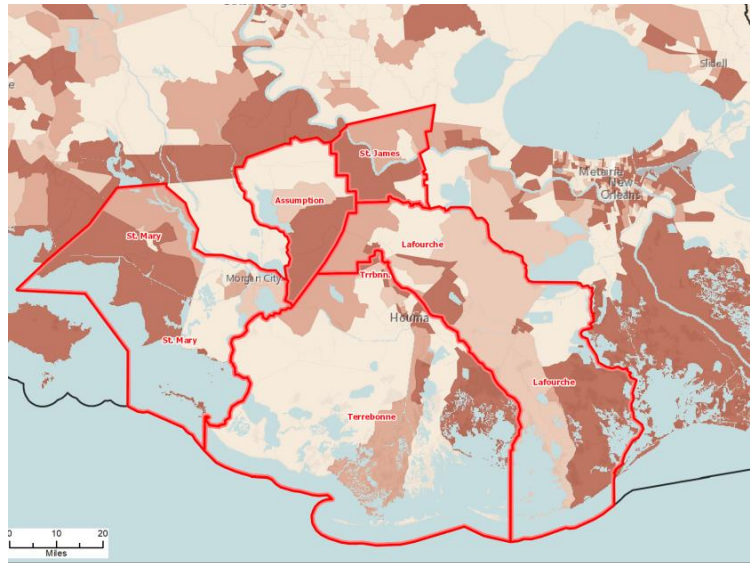 Slidell
St. James
Metairie
New
Orleans
Assumption
St. Mary
Lafourche
Morgan City
Trrbnn.
Houma
St. Mary
Lafourche
Terrebonne
0 10 20
Miles